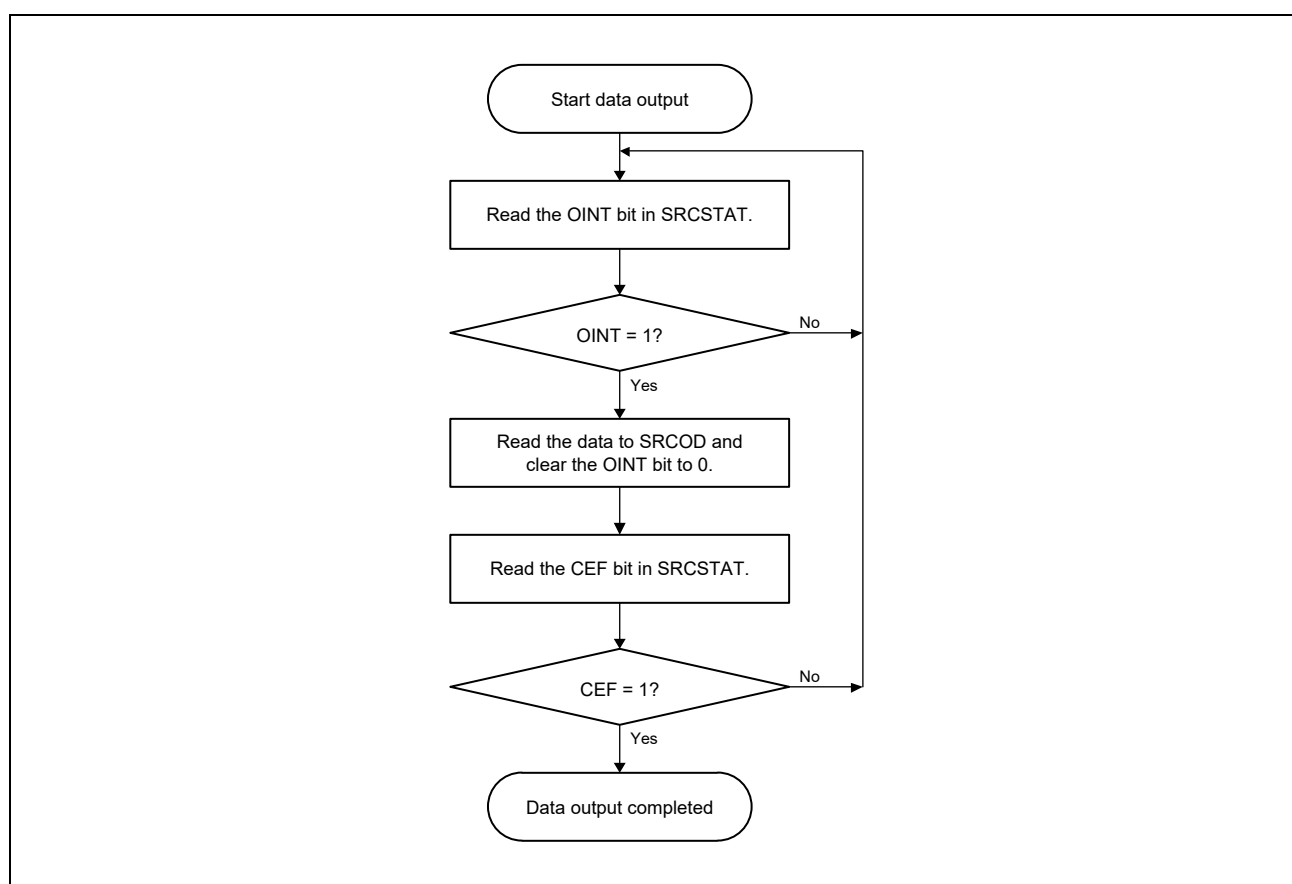 Start data output
Read the OINT bit in SRCSTAT.
OINT = 1?
No
Yes
Read the data to SRCOD and
clear the OINT bit to 0.
Read the CEF bit in SRCSTAT.
CEF = 1?
No
Yes
Data output completed